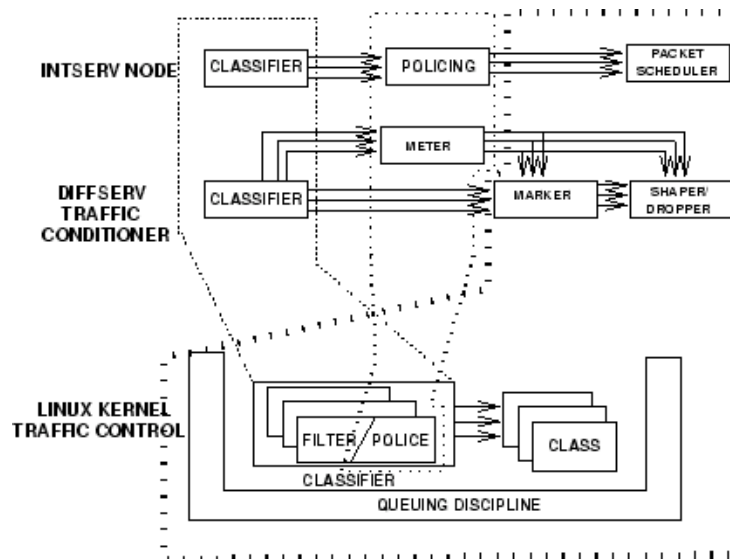 INTSERV NODE
CLASSIFIER
POLICING
PACKET
SCHEDULER
METER
DIFFSERV
TRAFFIC
CONDITIONER
CLASSIFIER
MARKER
SHAPER/
DROPPER
LINUX KERNEL
TRAFFIC CONTROL
FILTER/POLICE
CLASS
CLASSIFIER
QUEUING DISCIPLINE